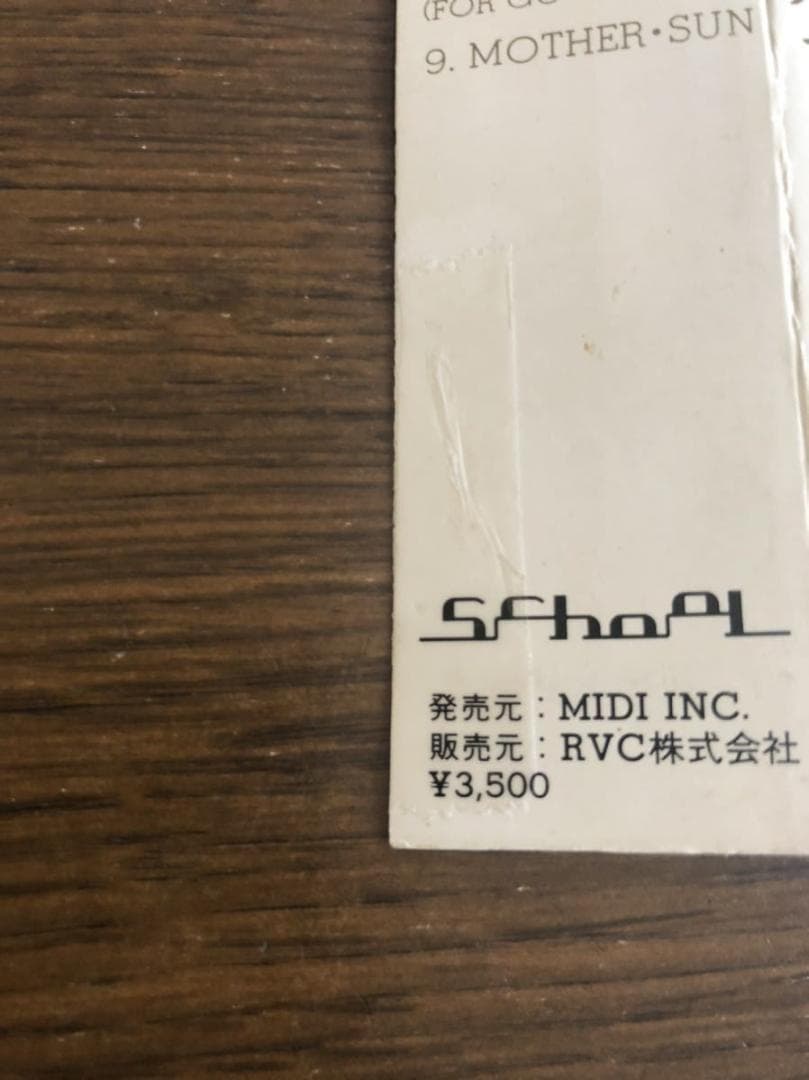 (FOR
9. MOTHER・SUN
SCHOOL
発売元：MIDI INC.
販売元：RVC株式会社
¥3,500